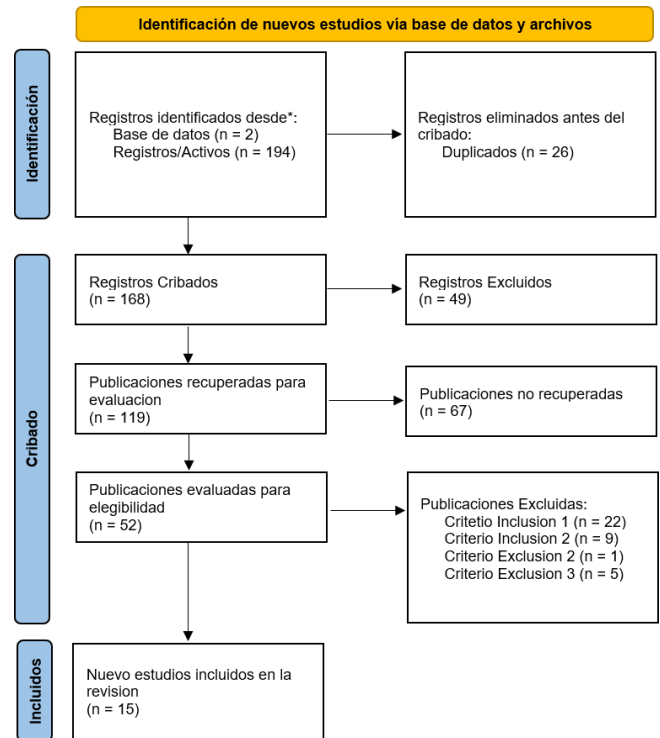 Identificación de nuevos estudios vía base de datos y archivos
Identificación
Registros identificados desde*:
Base de datos (n = 2)
Registros/Activos (n = 194)
Registros eliminados antes del
cribado:
Duplicados (n = 26)
Cribado
Registros Cribados
(n = 168)
Registros Excluidos
(n = 49)
Publicaciones recuperadas para
evaluacion
(n = 119)
Publicaciones no recuperadas
(n = 67)
Publicaciones evaluadas para
elegibilidad
(n = 52)
Publicaciones Excluidas:
Critetio Inclusion 1 (n = 22)
Criterio Inclusion 2 (n = 9)
Criterio Exclusion 2 (n = 1)
Criterio Exclusion 3 (n = 5)
Incluidos
Nuevo estudios incluidos en la
revision
(n = 15)